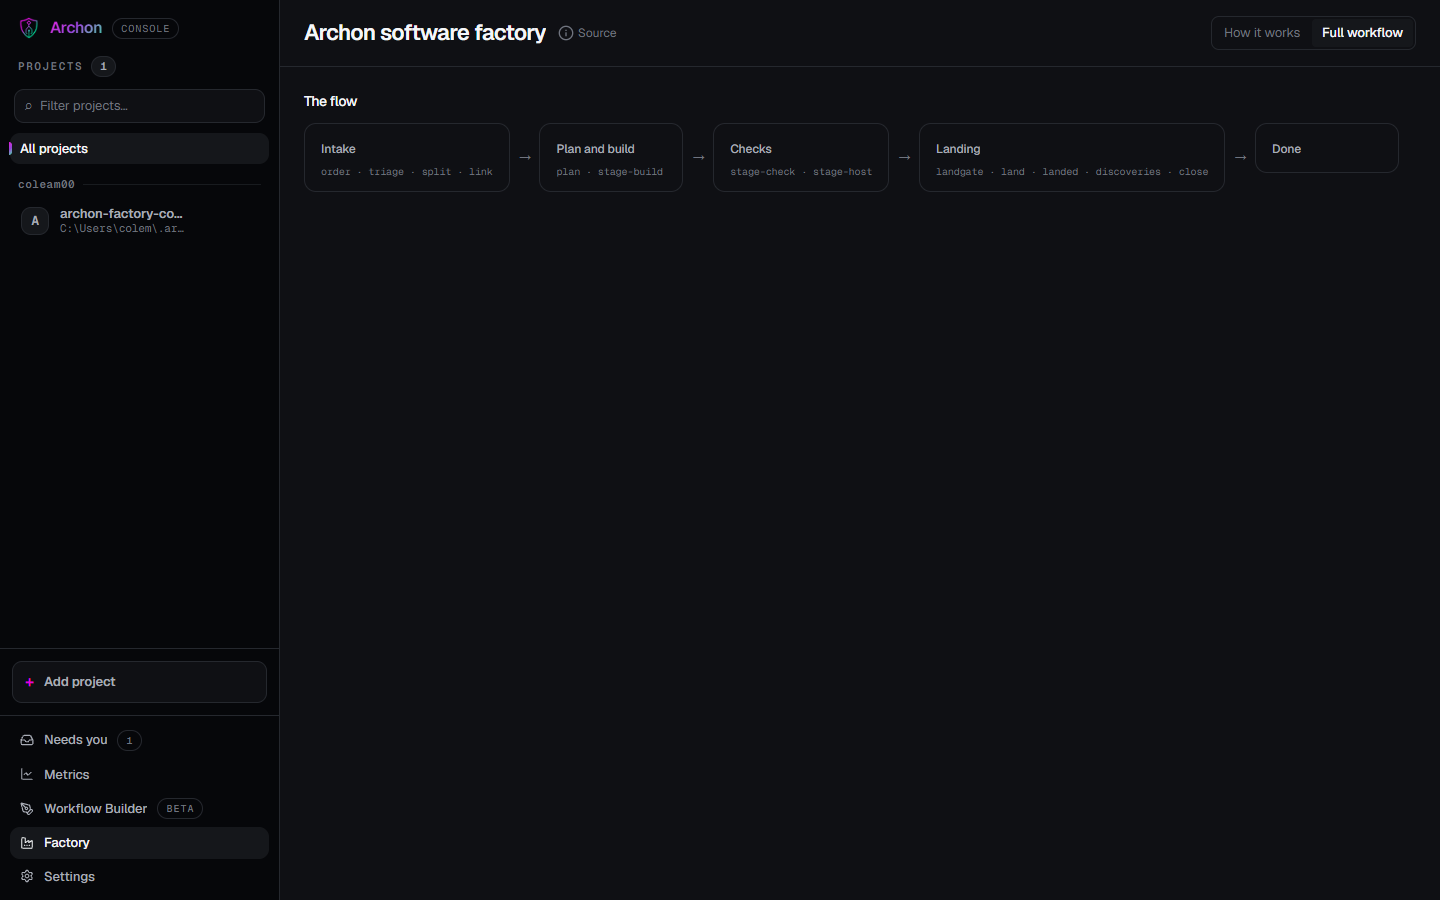 Archon CONSOLE
PROJECTS 1
Filter projects...
All projects
coleam00
A
archon-factory-co...
C:\Users\colem\.ar...
+ Add project
Needs you 1
Metrics
Workflow Builder BETA
Factory
Settings
Archon software factory
Source
How it works
Full workflow
The flow
Intake
order · triage · split · link
→
Plan and build
plan · stage-build
→
Checks
stage-check · stage-host
→
Landing
landgate · land · landed · discoveries · close
→
Done